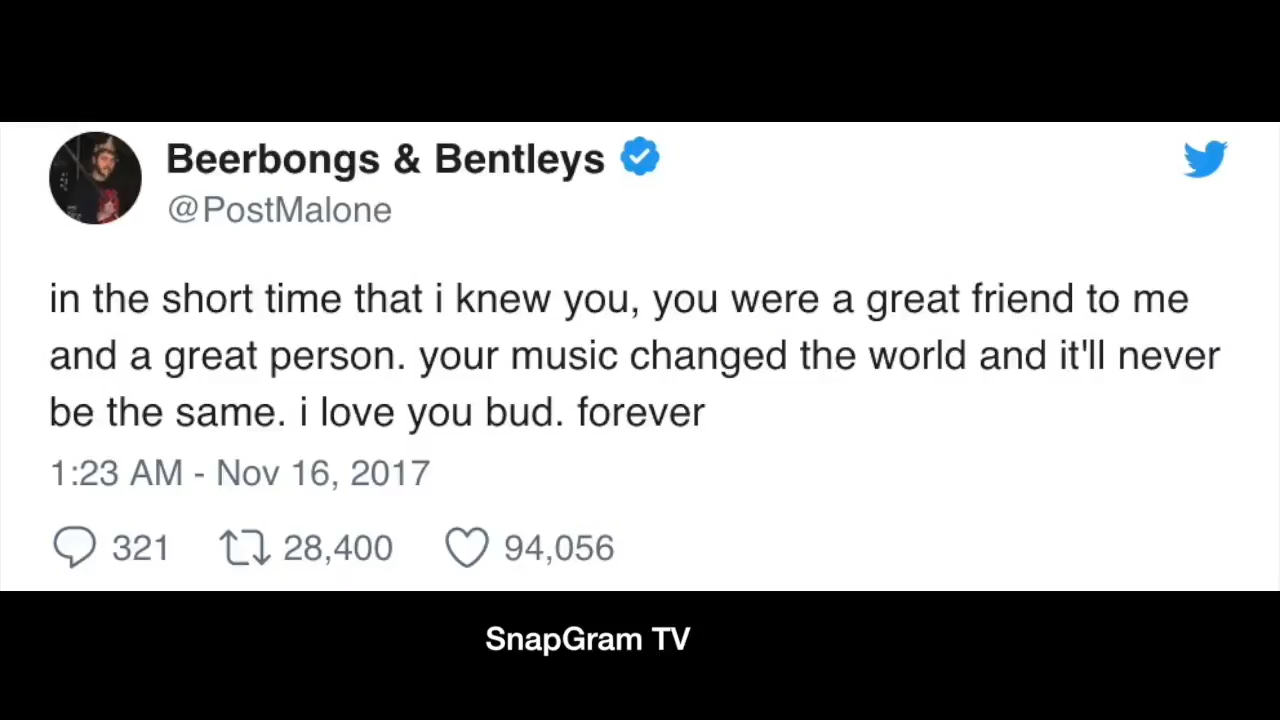 Beerbongs & Bentleys
@PostMalone
in the short time that i knew you, you were a great friend to me
and a great person. your music changed the world and it'll never
be the same. i love you bud. forever
1:23 AM - Nov 16, 2017
321 28,400 94,056
SnapGram TV